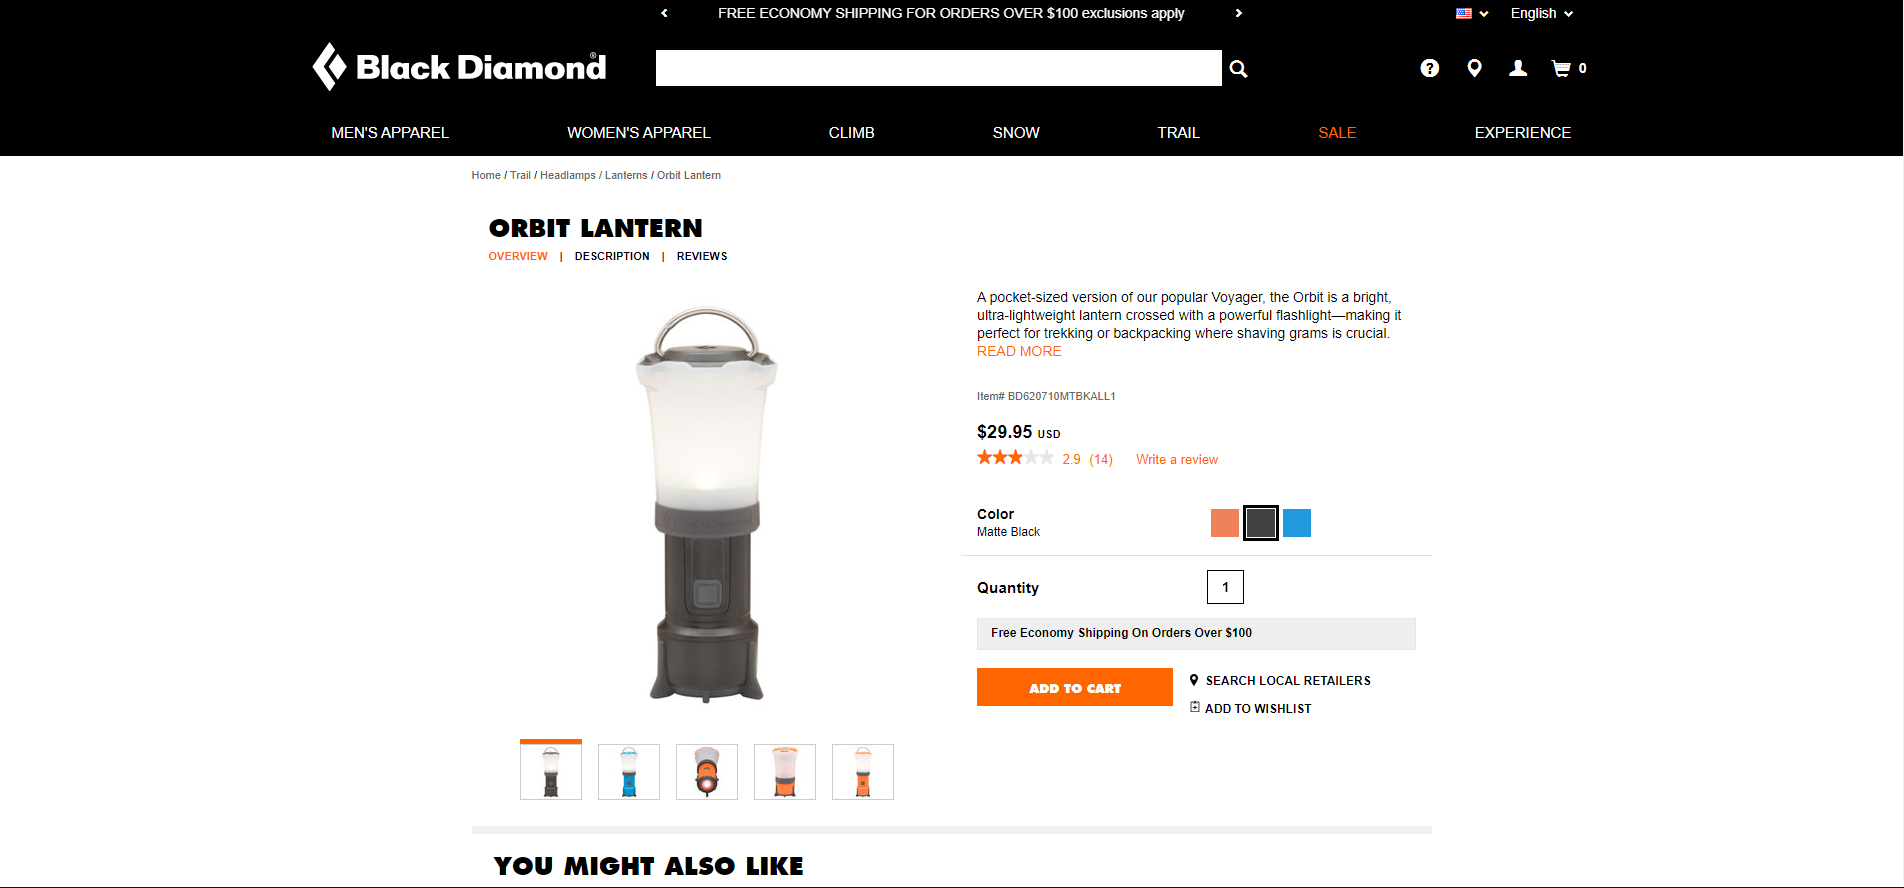 FREE ECONOMY SHIPPING FOR ORDERS OVER $100 exclusions apply
English
Black Diamond®
0
MEN'S APPAREL
WOMEN'S APPAREL
CLIMB
SNOW
TRAIL
SALE
EXPERIENCE
Home / Trail / Headlamps / Lanterns / Orbit Lantern
ORBIT LANTERN
OVERVIEW | DESCRIPTION | REVIEWS
A pocket-sized version of our popular Voyager, the Orbit is a bright,
ultra-lightweight lantern crossed with a powerful flashlight—making it
perfect for trekking or backpacking where shaving grams is crucial.
READ MORE
Item# BD620710MTBKALL1
$29.95 USD
2.9 (14) Write a review
Color
Matte Black
Quantity
1
Free Economy Shipping On Orders Over $100
ADD TO CART
SEARCH LOCAL RETAILERS
ADD TO WISHLIST
YOU MIGHT ALSO LIKE